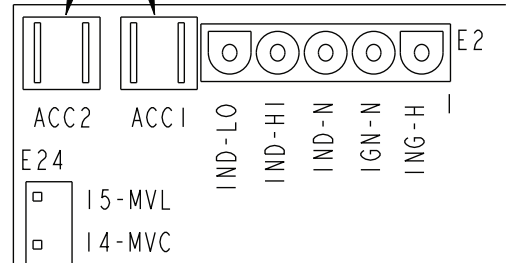 E2
ACC2
ACC1
IND-LO
IND-HI
IND-N
IGN-N
ING-H
1
E24
15-MVL
14-MVC